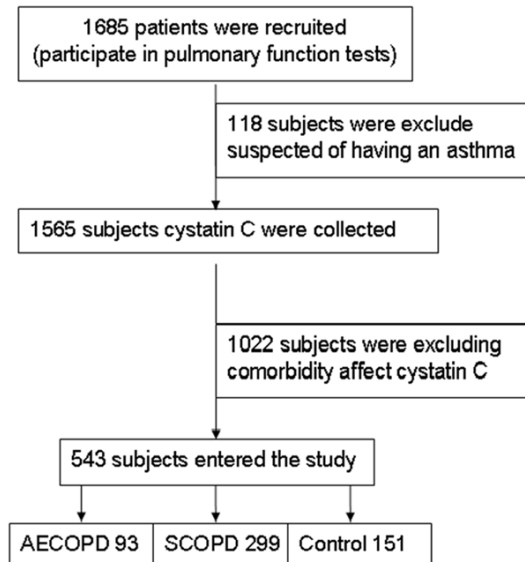 1685 patients were recruited
(participate in pulmonary function tests)
118 subjects were exclude
suspected of having an asthma
1565 subjects cystatin C were collected
1022 subjects were excluding
comorbidity affect cystatin C
543 subjects entered the study
AECOPD 93 SCOPD 299 Control 151